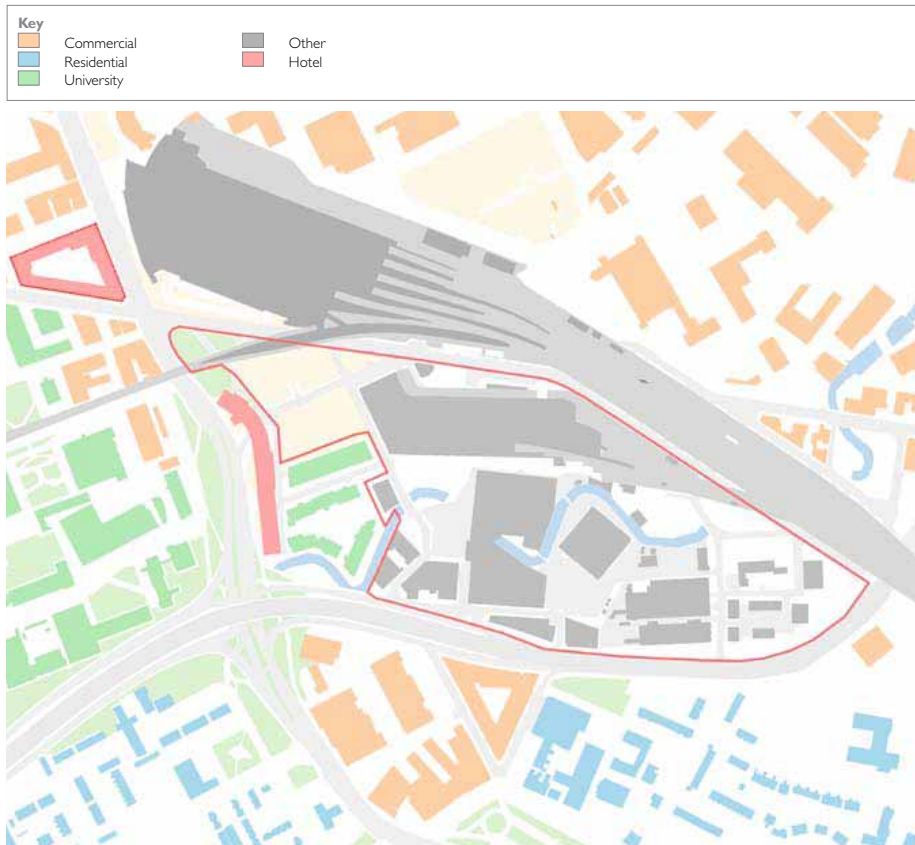 Key
Commercial
Residential
University
Other
Hotel